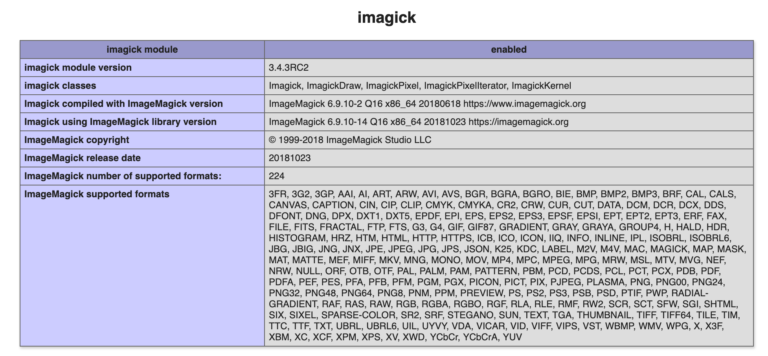 imagick
imagick module enabled
imagick module version 3.4.3RC2
imagick classes Imagick, ImagickDraw, ImagickPixel, ImagickPixelIterator, ImagickKernel
Imagick compiled with ImageMagick version ImageMagick 6.9.10-2 Q16 x86_64 20180618 https://www.imagemagick.org
Imagick using ImageMagick library version ImageMagick 6.9.10-14 Q16 x86_64 20181023 https://imagemagick.org
ImageMagick copyright © 1999-2018 ImageMagick Studio LLC
ImageMagick release date 20181023
ImageMagick number of supported formats: 224
ImageMagick supported formats 3FR, 3G2, 3GP, AAI, AI, ART, ARW, AVI, AVS, BGR, BGRA, BGRO, BIE, BMP, BMP2, BMP3, BRF, CAL, CALS,
CANVAS, CAPTION, CIN, CIP, CLIP, CMYK, CMYKA, CR2, CRW, CUR, CUT, DATA, DCM, DCR, DCX, DDS,
DFONT, DNG, DPX, DXT1, DXT5, EPDF, EPI, EPS, EPS2, EPS3, EPSF, EPSI, EPT, EPT2, EPT3, ERF, FAX,
FILE, FITS, FRACTAL, FTP, FTS, G3, G4, GIF, GIF87, GRADIENT, GRAY, GRAYA, GROUP4, H, HALD, HDR,
HISTOGRAM, HRZ, HTM, HTML, HTTP, HTTPS, ICB, ICO, ICON, IIQ, INFO, INLINE, IPL, ISOBRL, ISOBRL6,
JBG, JBIG, JNG, JNX, JPE, JPEG, JPG, JPS, JSON, K25, KDC, LABEL, M2V, M4V, MAC, MAGICK, MAP, MASK,
MAT, MATTE, MEF, MIFF, MKV, MNG, MONO, MOV, MP4, MPC, MPEG, MPG, MRW, MSL, MTV, MVG, NEF,
NRW, NULL, ORF, OTB, OTF, PAL, PALM, PAM, PATTERN, PBM, PCD, PCDS, PCL, PCT, PCX, PDB, PDF,
PDFA, PEF, PES, PFA, PFB, PFM, PGM, PGX, PICON, PICT, PIX, PJPEG, PLASMA, PNG, PNG00, PNG24,
PNG32, PNG48, PNG64, PNG8, PNM, PPM, PREVIEW, PS, PS2, PS3, PSB, PSD, PTIF, PWP, RADIAL-
GRADIENT, RAF, RAS, RAW, RGB, RGBA, RGBO, RGF, RLA, RLE, RMF, RW2, SCR, SCT, SFW, SGI, SHTML,
SIX, SIXEL, SPARSE-COLOR, SR2, SRF, STEGANO, SUN, TEXT, TGA, THUMBNAIL, TIFF, TIFF64, TILE, TIM,
TTC, TTF, TXT, UBRL, UBRL6, UIL, UYVY, VDA, VICAR, VID, VIFF, VIPS, VST, WBMP, WMV, WPG, X, X3F,
XBM, XC, XCF, XPM, XPS, XV, XWD, YCbCr, YCbCrA, YUV